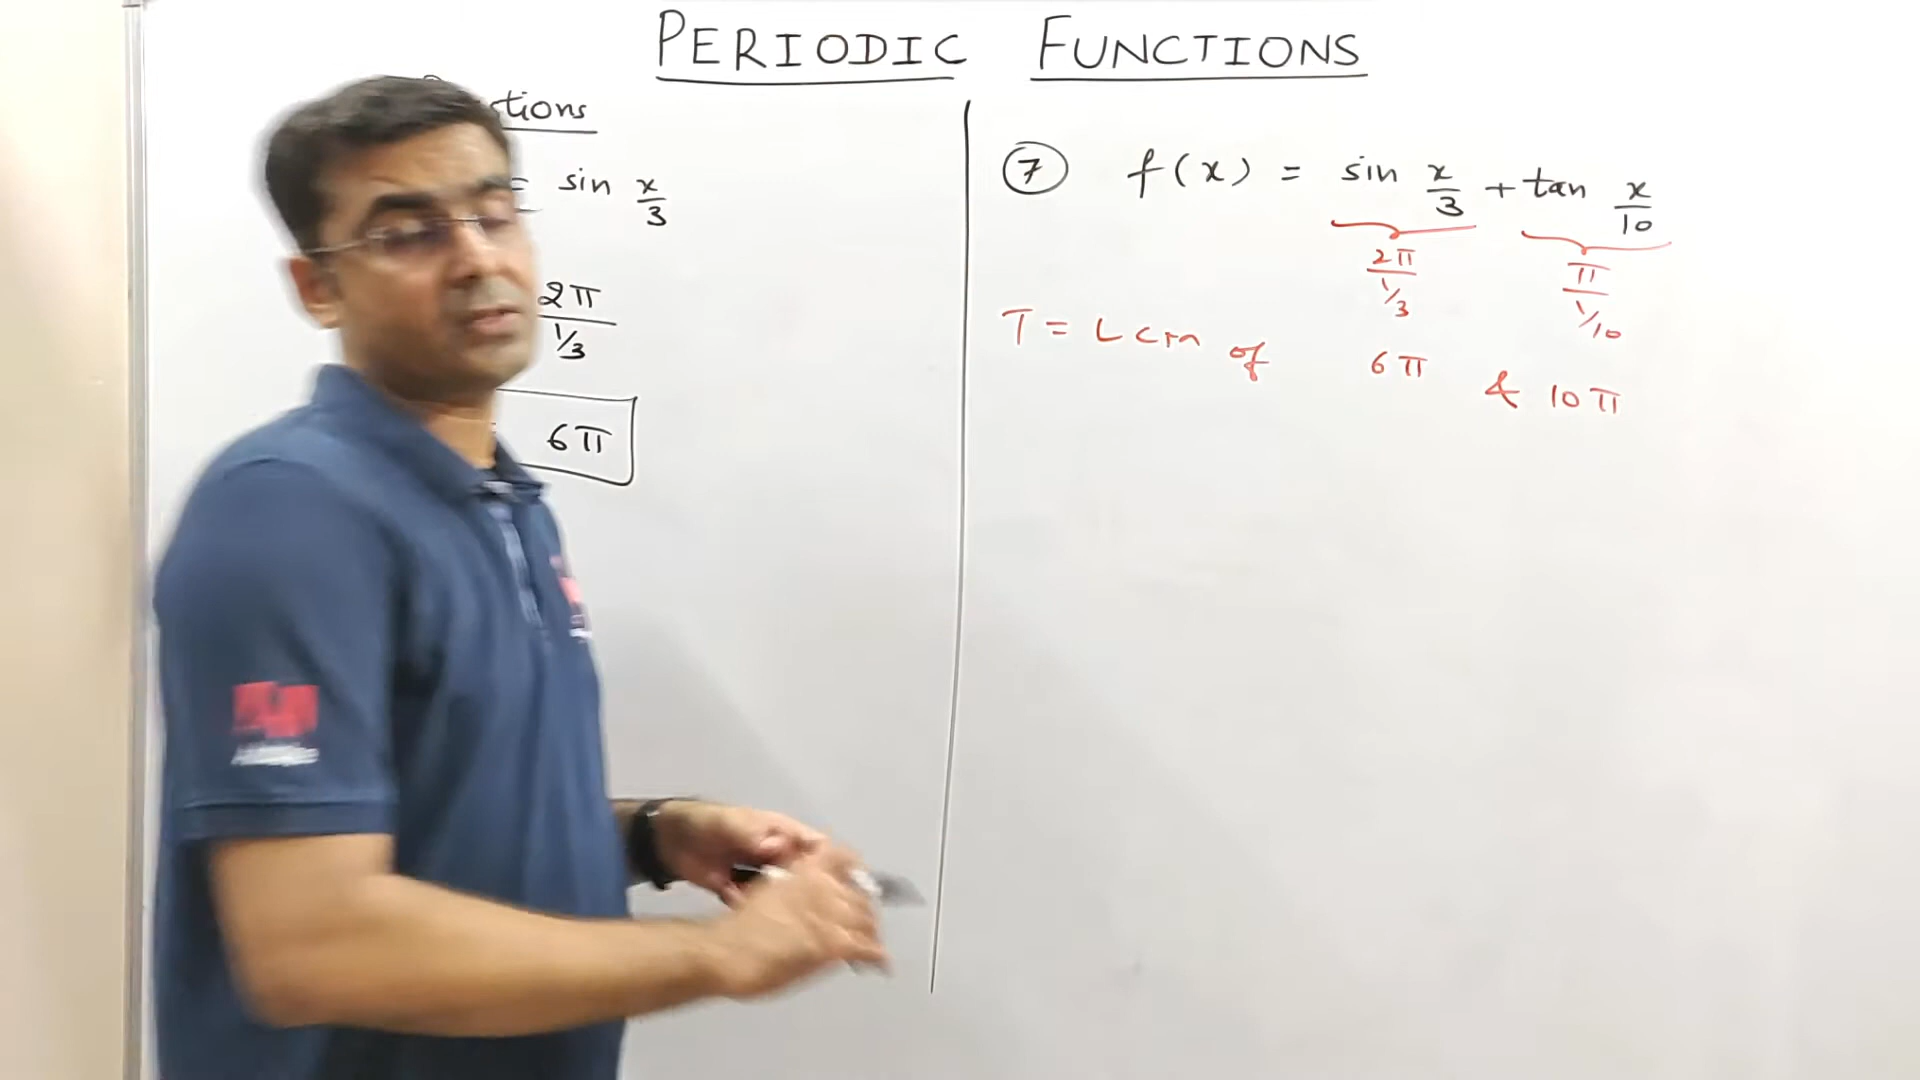 PERIODIC FUNCTIONS
= sin x/3
2π
1/3
6π
⑦ f(x) = sin x/3 + tan x/10
2π/1/3 π/1/10
T = Lcm of 6π & 10π